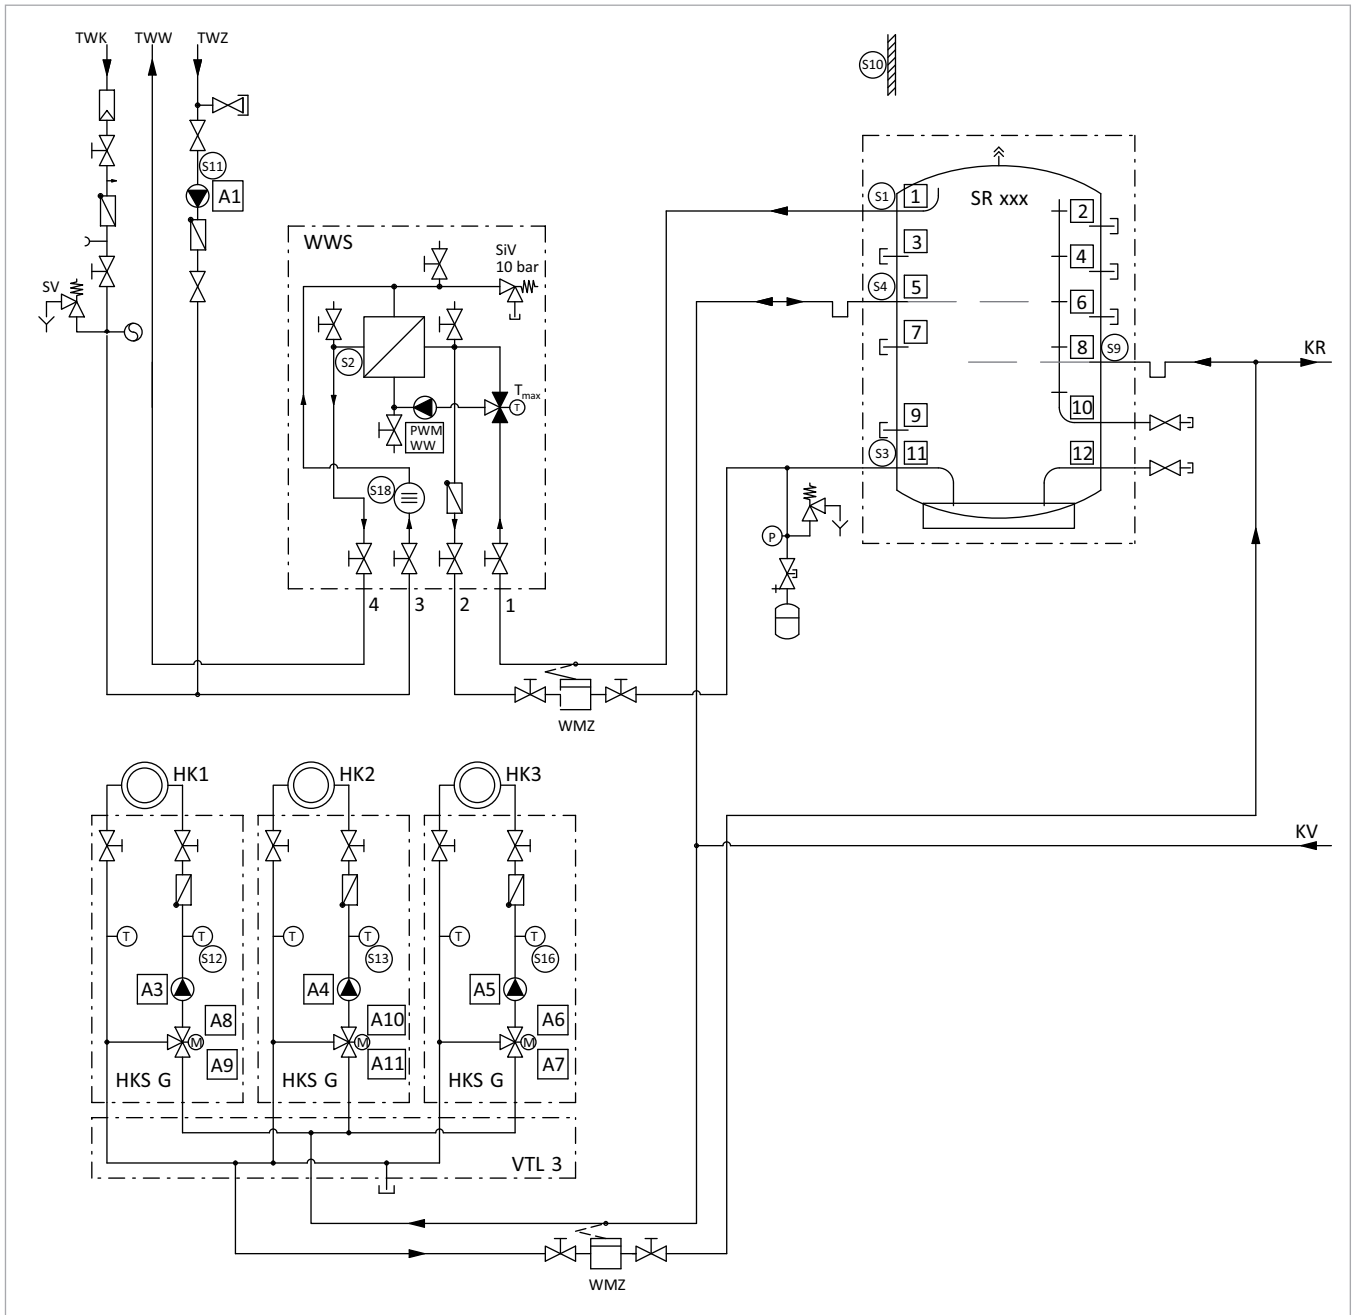 TWK
TWW
TWZ
S10
S11
A1
SV
WWS
SiV
10 bar
S2
Tmax
T
PWM
WW
S18
4
3
2
1
WMZ
S1
1
SR xxx
2
3
4
S4
5
6
7
8
S9
KR
9
10
S3
11
12
P
HK1
HK2
HK3
KV
T
T
S12
T
T
S13
T
T
S16
A3
A4
A5
A8
A10
A6
M
M
M
A9
A11
A7
HKS G
HKS G
HKS G
VTL 3
WMZ